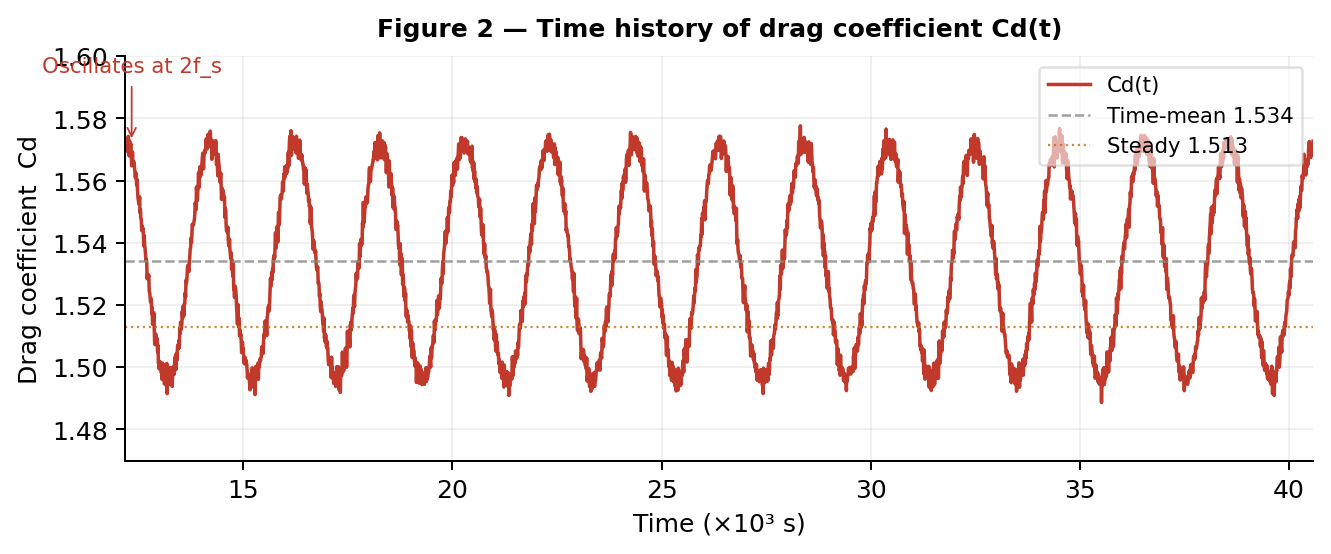 Figure 2 — Time history of drag coefficient Cd(t)
Oscillates at 2f_s
1.60
1.58
1.56
1.54
1.52
1.50
1.48
Drag coefficient Cd
Cd(t)
Time-mean 1.534
Steady 1.513
15 20 25 30 35 40
Time (×10³ s)